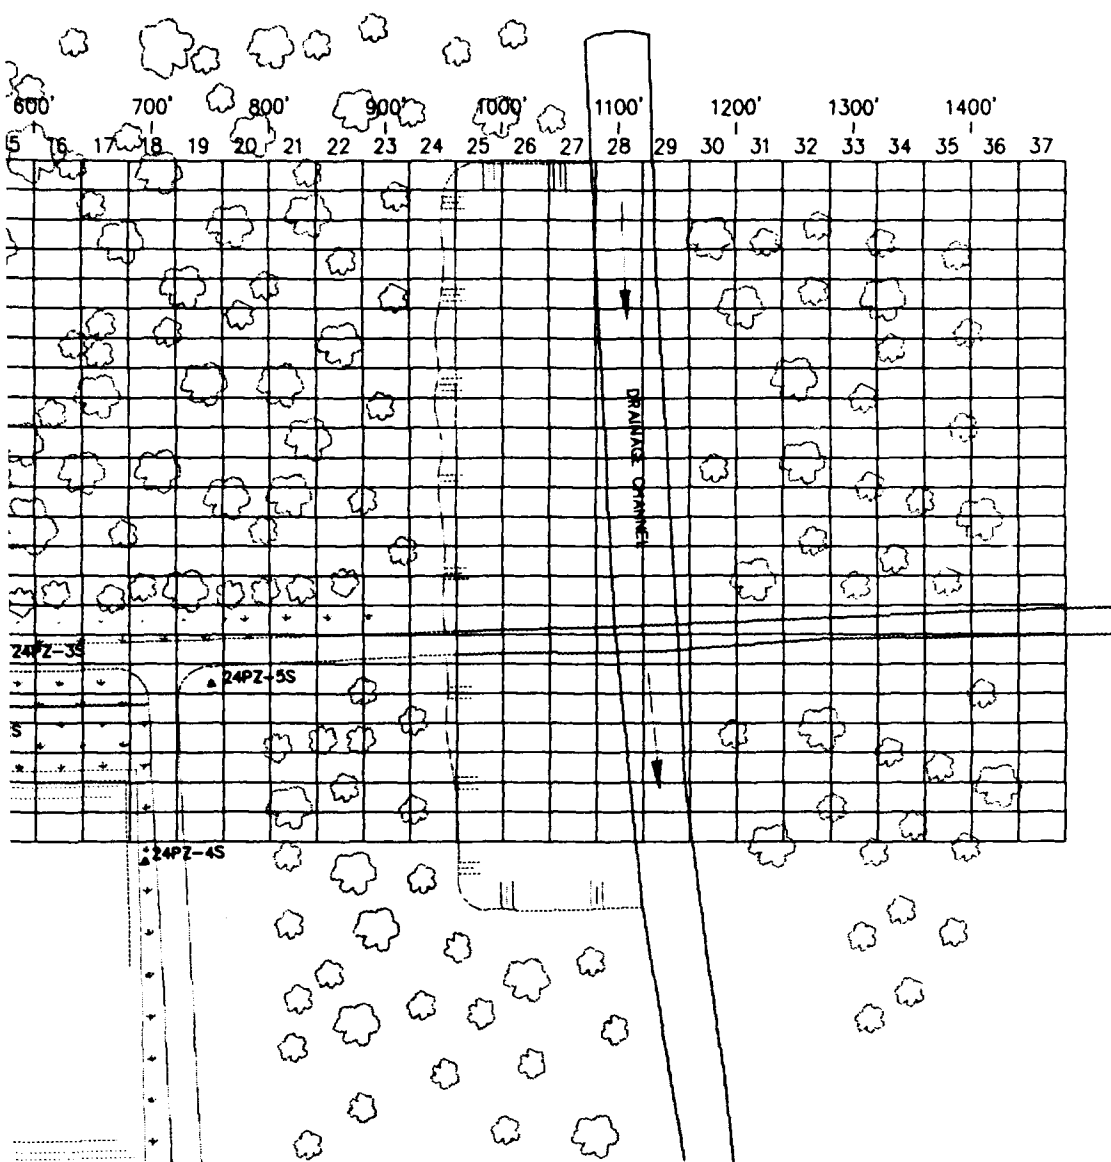 600' 700' 800' 900' 1000' 1100' 1200' 1300' 1400'
5 16 17 18 19 20 21 22 23 24 25 26 27 28 29 30 31 32 33 34 35 36 37
DRAINAGE CHANNEL
24PZ-3S
24PZ-5S
S
24PZ-4S